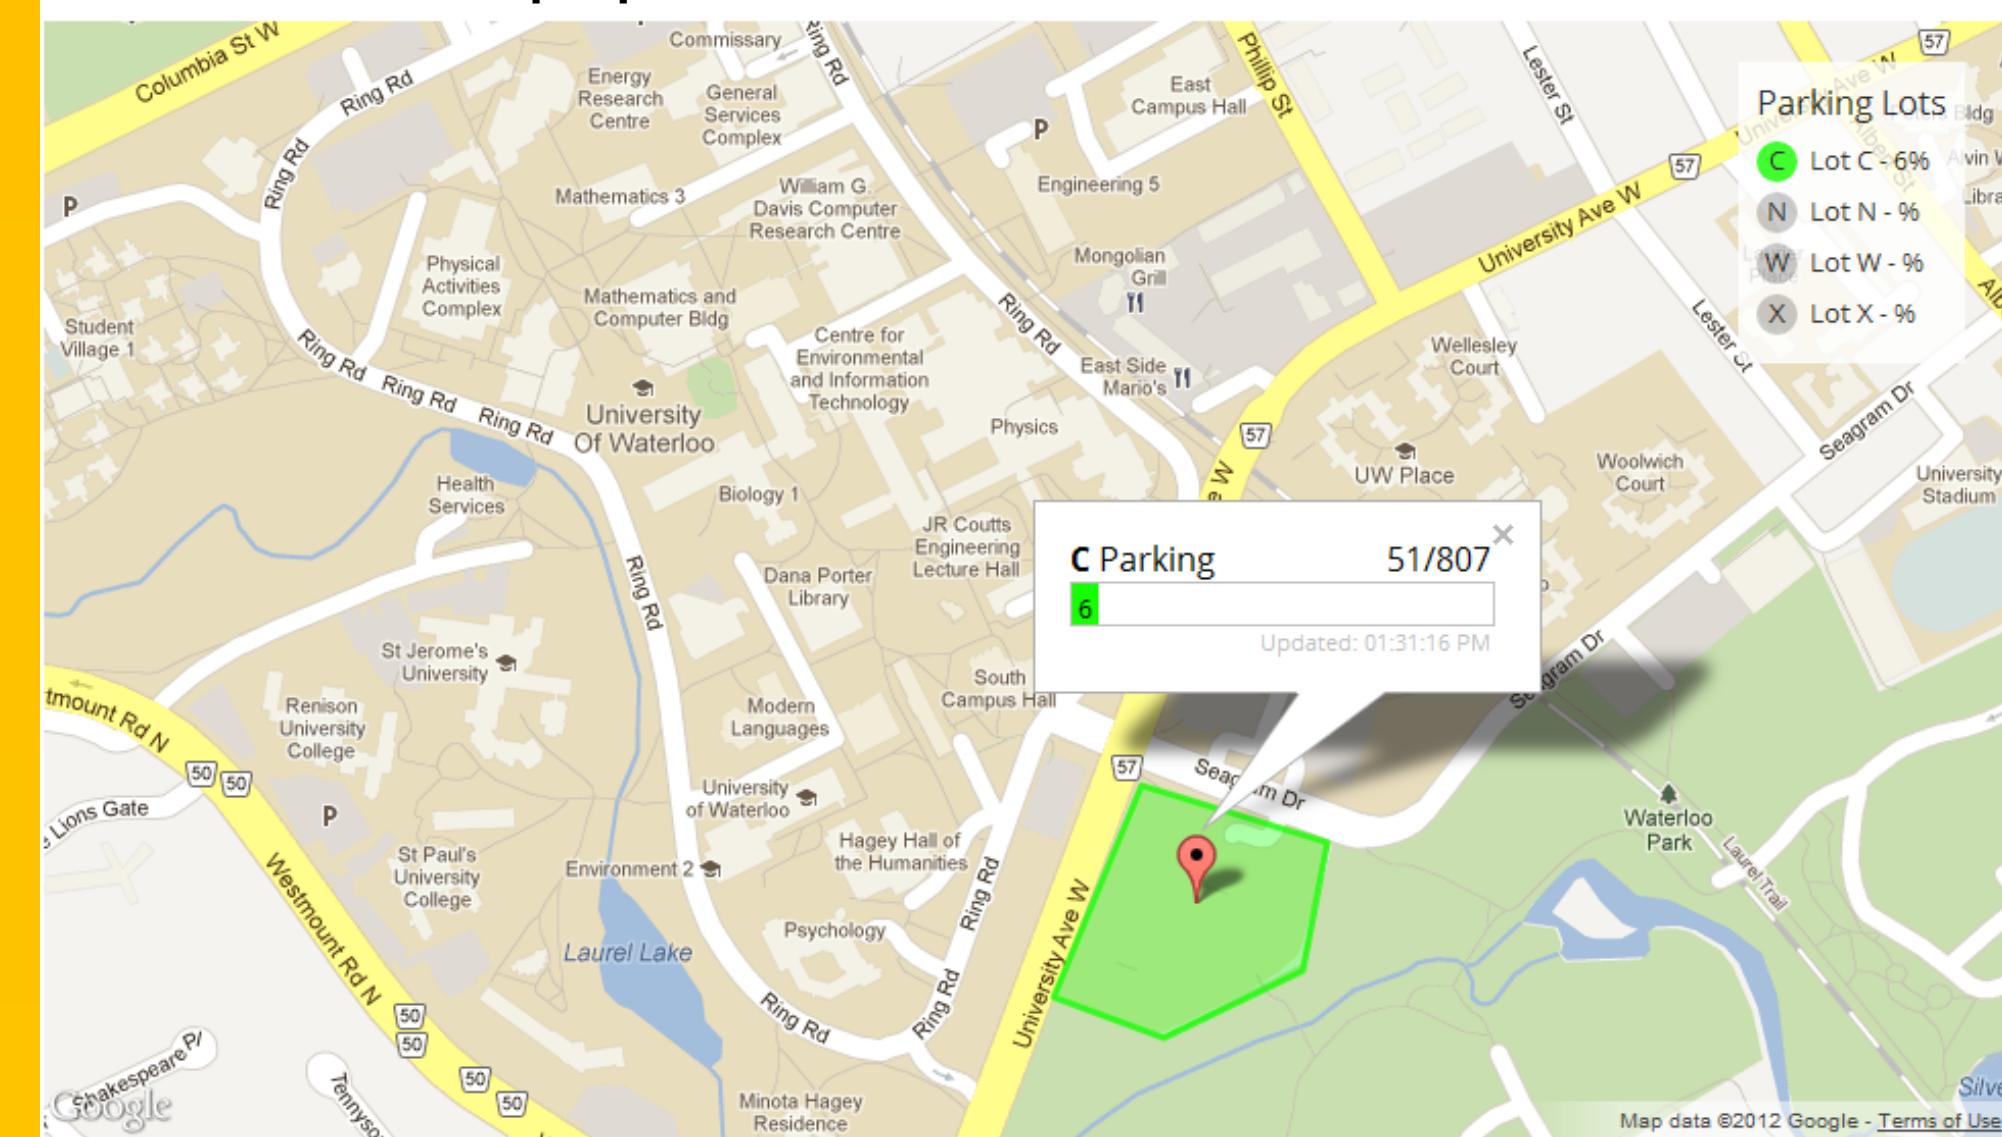 Columbia St W
Ring Rd
Commissary
Ring Rd
Phillip St
Lester St
57
Energy
Research
Centre
General
Services
Complex
East
Campus Hall
P
Parking Lots
C Lot C - 6%
N Lot N - %
W Lot W - %
X Lot X - %
57
University Ave W
Ring Rd
P
Mathematics 3
William G.
Davis Computer
Research Centre
Engineering 5
Physical
Activities
Complex
Mongolian
Grill
Mathematics and
Computer Bldg
Ring Rd
Student
Village 1
Ring Rd
Ring Rd
Ring Rd
Centre for
Environmental
and Information
Technology
East Side
Mario's
Wellesley
Court
Lester St
Seagram Dr
University
Of Waterloo
Physics
57
UW Place
Woolwich
Court
University
Stadium
Health
Services
Biology 1
JR Coutts
Engineering
Lecture Hall
C Parking 51/807
6
Updated: 01:31:16 PM
Dana Porter
Library
Ring Rd
St Jerome's
University
South
Campus Hall
Seagram Dr
tmount Rd N
Renison
University
College
Modern
Languages
50
50
57
Seagram Dr
University
of Waterloo
Lions Gate
P
Waterloo
Park
Hagey Hall of
the Humanities
Laurel Trail
St Paul's
University
College
Environment 2
Ring Rd
University Ave W
Westmount Rd N
Psychology
Laurel Lake
Ring Rd
Ring Rd
50
50
50
50
Shakespeare Pl
Tennyso
Minota Hagey
Residence
Silve
Google
Map data ©2012 Google - Terms of Use